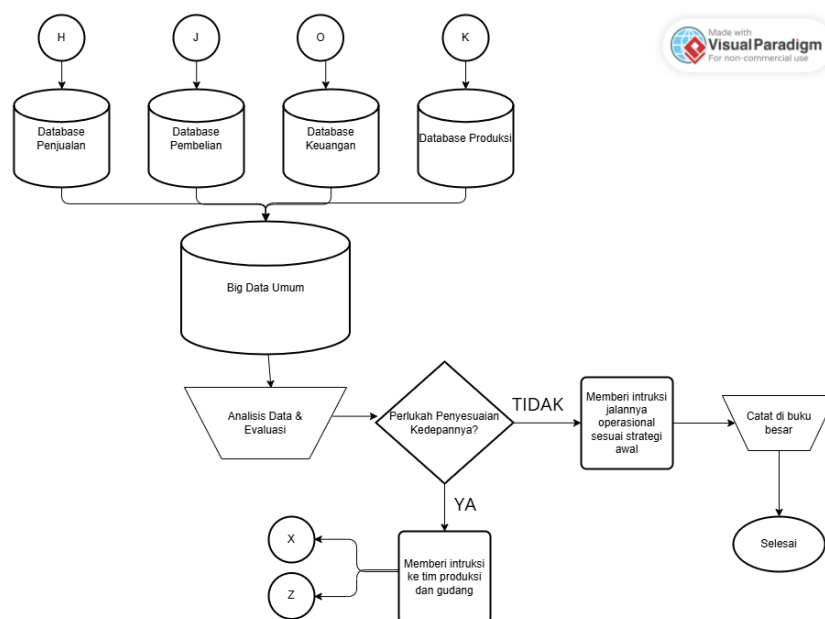 H
J
O
K
Made with
Visual Paradigm
For non-commercial use
Database
Penjualan
Database
Pembelian
Database
Keuangan
Database Produksi
Big Data Umum
Analisis Data &
Evaluasi
Perlukah Penyesuaian
Kedepannya?
TIDAK
Memberi intruksi
jalannya
operasional
sesuai strategi
awal
Catat di buku
besar
YA
Selesai
X
Z
Memberi intruksi
ke tim produksi
dan gudang